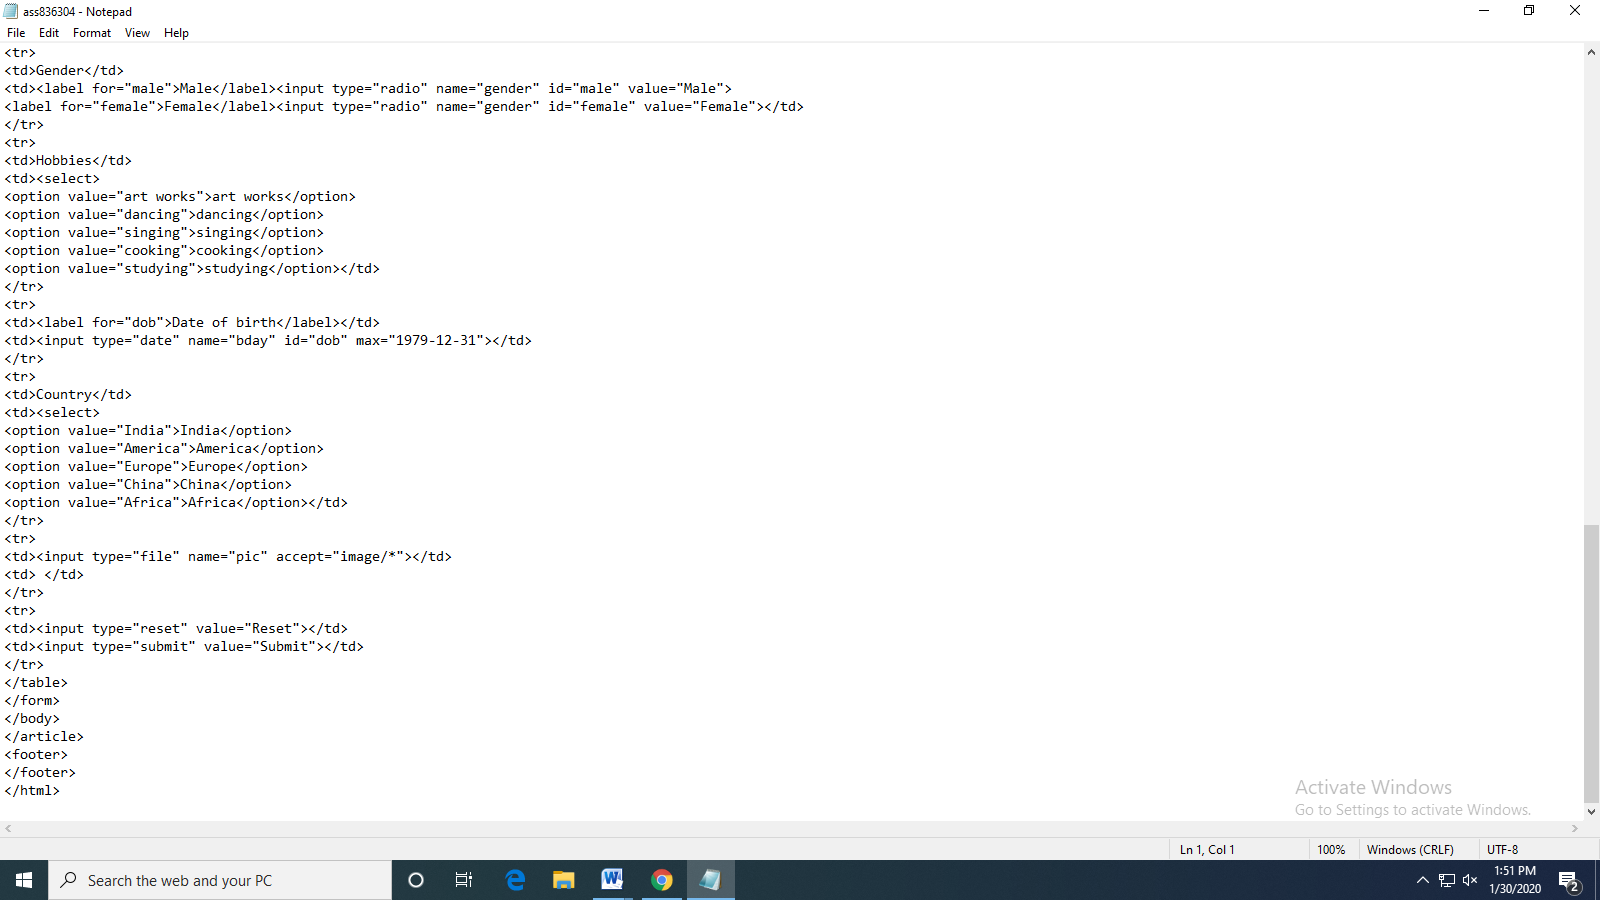 ass836304 - Notepad
File Edit Format View Help
<tr>
<td>Gender</td>
<td><label for="male">Male</label><input type="radio" name="gender" id="male" value="Male">
<label for="female">Female</label><input type="radio" name="gender" id="female" value="Female"></td>
</tr>
<tr>
<td>Hobbies</td>
<td><select>
<option value="art works">art works</option>
<option value="dancing">dancing</option>
<option value="singing">singing</option>
<option value="cooking">cooking</option>
<option value="studying">studying</option></td>
</tr>
<tr>
<td><label for="dob">Date of birth</label></td>
<td><input type="date" name="bday" id="dob" max="1979-12-31"></td>
</tr>
<tr>
<td>Country</td>
<td><select>
<option value="India">India</option>
<option value="America">America</option>
<option value="Europe">Europe</option>
<option value="China">China</option>
<option value="Africa">Africa</option></td>
</tr>
<tr>
<td><input type="file" name="pic" accept="image/*"></td>
<td> </td>
</tr>
<tr>
<td><input type="reset" value="Reset"></td>
<td><input type="submit" value="Submit"></td>
</tr>
</table>
</form>
</body>
</article>
<footer>
</footer>
</html>
Activate Windows
Go to Settings to activate Windows.
Ln 1, Col 1 100% Windows (CRLF) UTF-8
Search the web and your PC
1:51 PM
1/30/2020
2